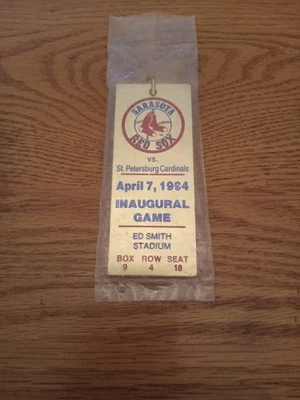 SARASOTA
RED SOX
VS.
St. Petersburg Cardinals
April 7, 1994
INAUGURAL
GAME
ED SMITH
STADIUM
BOX ROW SEAT
9 4 18